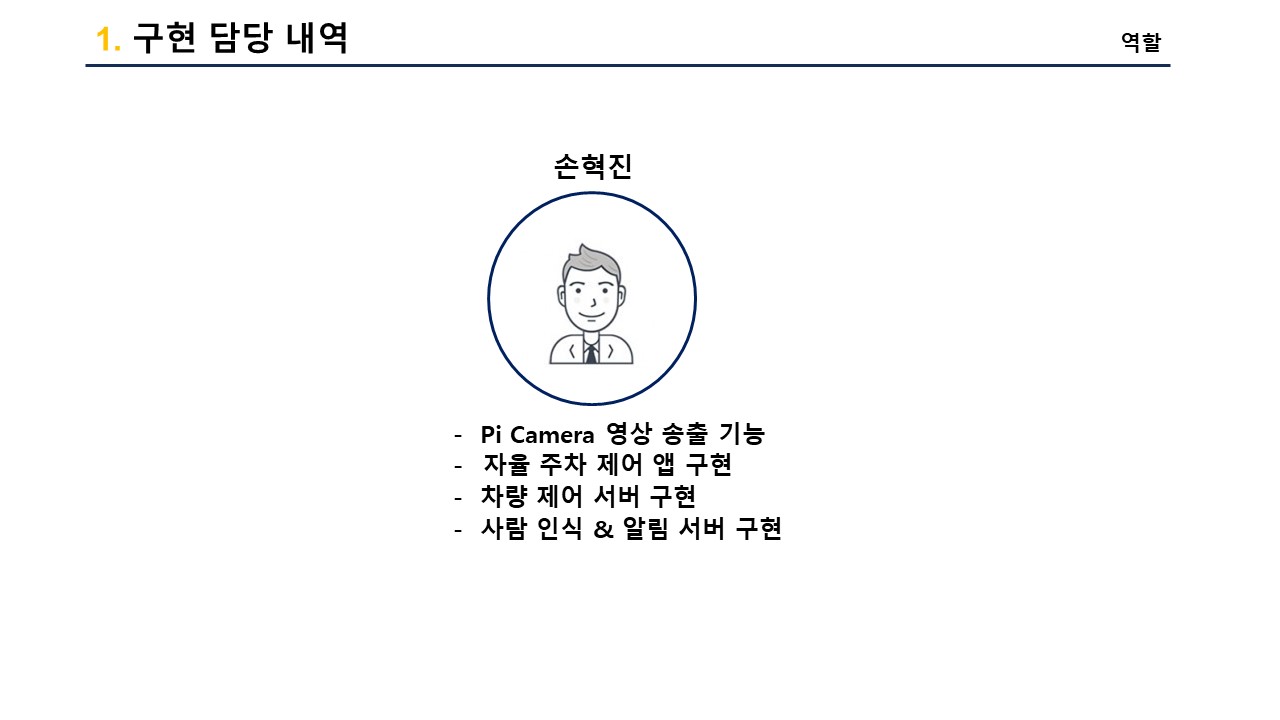 1. 구현 담당 내역
역할
손혁진
- Pi Camera 영상 송출 기능
- 자율 주차 제어 앱 구현
- 차량 제어 서버 구현
- 사람 인식 & 알림 서버 구현